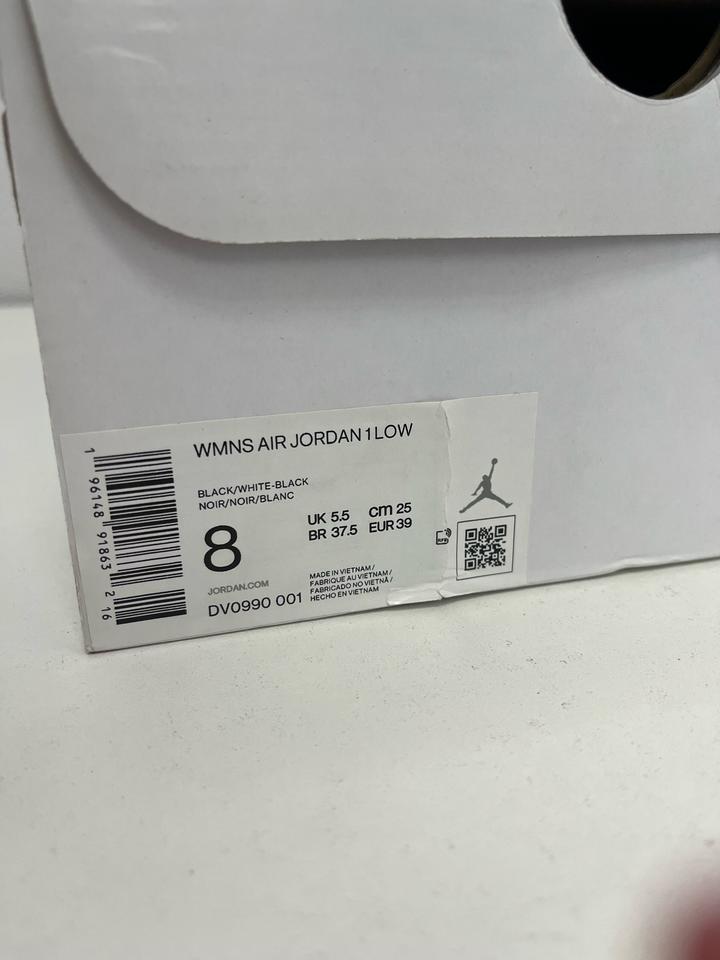 WMNS AIR JORDAN 1 LOW
BLACK/WHITE-BLACK
NOIR/NOIR/BLANC
8
UK 5.5 cm 25
BR 37.5 EUR 39
JORDAN.COM
DV0990 001
MADE IN VIETNAM /
FABRIQUE AU VIETNAM /
FABRICADO NO VIETNÃ /
HECHO EN VIETNAM
1 96148 91863 2 16